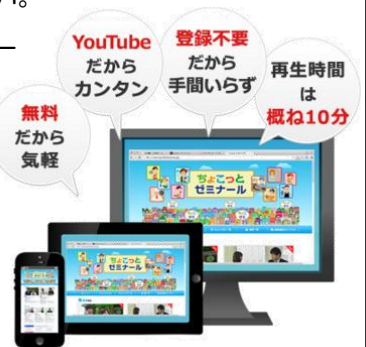 無料
だから
気軽
YouTube
だから
カンタン
登録不要
だから
手間いらず
再生時間
は
概ね10分
ちょこっと
ゼミナール
ちょこっと
ゼミナール